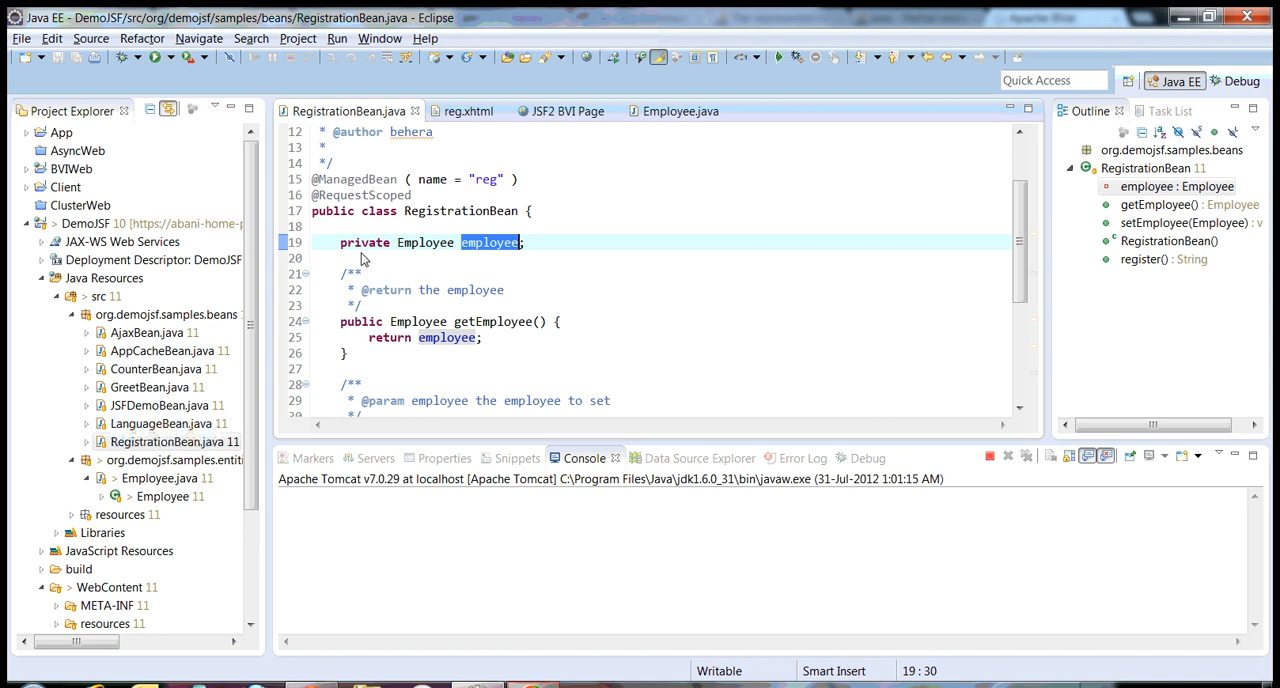 Java EE - DemoJSF/src/org/demojsf/samples/beans/RegistrationBean.java - Eclipse
File Edit Source Refactor Navigate Search Project Run Window Help
Quick Access
Java EE
Debug
Project Explorer
App
AsyncWeb
BVIWeb
Client
ClusterWeb
> DemoJSF 10 [https://abani-home-p
JAX-WS Web Services
Deployment Descriptor: DemoJSF
Java Resources
> src 11
org.demojsf.samples.beans
AjaxBean.java 11
AppCacheBean.java 11
CounterBean.java 11
GreetBean.java 11
JSFDemoBean.java 11
LanguageBean.java 11
RegistrationBean.java 11
> org.demojsf.samples.entiti
> Employee.java 11
> Employee 11
resources 11
Libraries
JavaScript Resources
build
> WebContent 11
META-INF 11
resources 11
RegistrationBean.java
reg.xhtml
JSF2 BVI Page
Employee.java
12 * @author behera
13 *
14 */
15 @ManagedBean ( name = "reg" )
16 @RequestScoped
17 public class RegistrationBean {
18
19 private Employee employee;
20
21 /**
22 * @return the employee
23 */
24 public Employee getEmployee() {
25 return employee;
26 }
27
28 /**
29 * @param employee the employee to set
30 */
Outline
Task List
org.demojsf.samples.beans
RegistrationBean 11
employee : Employee
getEmployee() : Employee
setEmployee(Employee) : v
RegistrationBean()
register() : String
Markers
Servers
Properties
Snippets
Console
Data Source Explorer
Error Log
Debug
Apache Tomcat v7.0.29 at localhost [Apache Tomcat] C:\Program Files\Java\jdk1.6.0_31\bin\javaw.exe (31-Jul-2012 1:01:15 AM)
Writable
Smart Insert
19 : 30